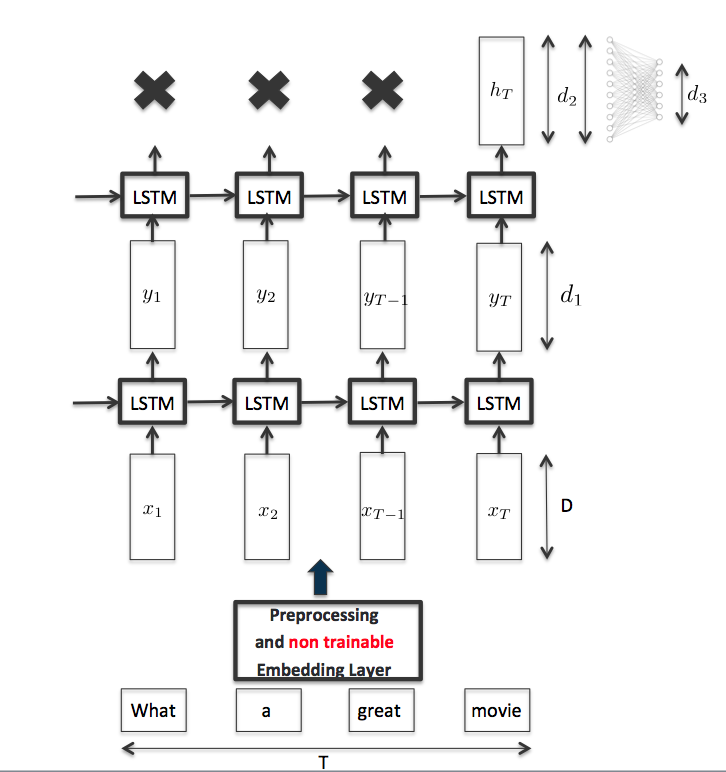 h_T
d_2
d_3
LSTM LSTM LSTM LSTM
y_1 y_2 y_{T-1} y_T d_1
LSTM LSTM LSTM LSTM
x_1 x_2 x_{T-1} x_T D
Preprocessing
and non trainable
Embedding Layer
What a great movie
T